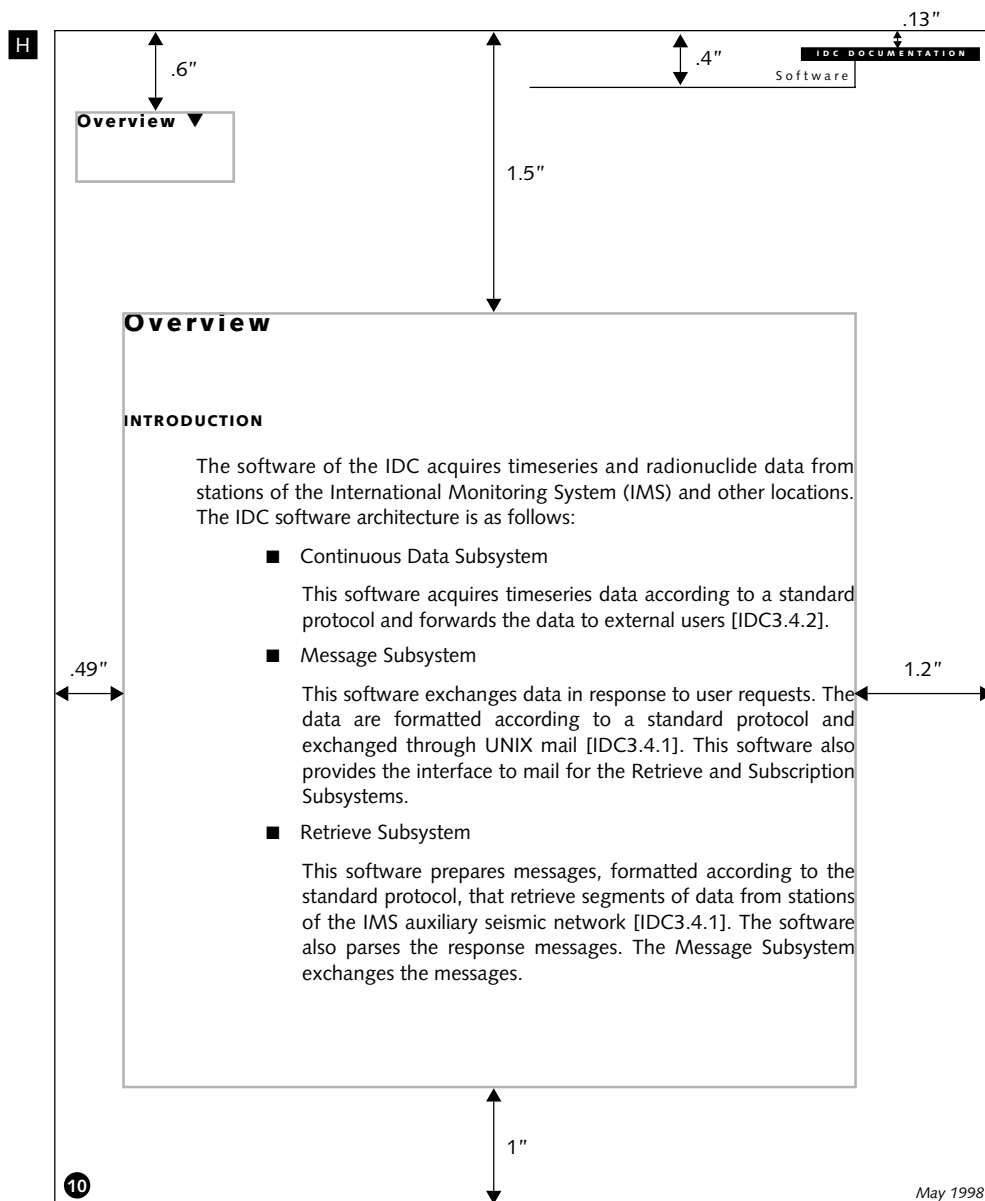 .13"
H
IDC DOCUMENTATION
.6"
.4"
Software
Overview ▼
1.5"
Overview
INTRODUCTION
The software of the IDC acquires timeseries and radionuclide data from
stations of the International Monitoring System (IMS) and other locations.
The IDC software architecture is as follows:
■ Continuous Data Subsystem
This software acquires timeseries data according to a standard
protocol and forwards the data to external users [IDC3.4.2].
■ Message Subsystem
.49"
1.2"
This software exchanges data in response to user requests. The
data are formatted according to a standard protocol and
exchanged through UNIX mail [IDC3.4.1]. This software also
provides the interface to mail for the Retrieve and Subscription
Subsystems.
■ Retrieve Subsystem
This software prepares messages, formatted according to the
standard protocol, that retrieve segments of data from stations
of the IMS auxiliary seismic network [IDC3.4.1]. The software
also parses the response messages. The Message Subsystem
exchanges the messages.
1"
10
May 1998